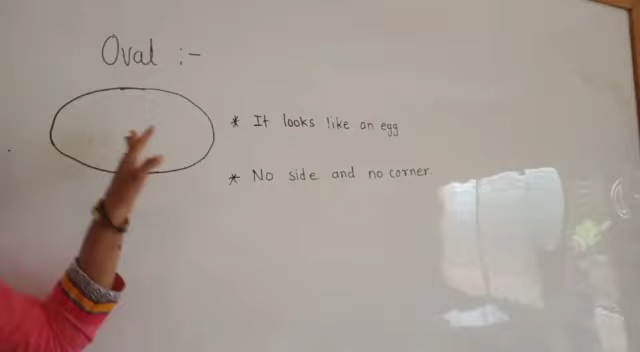 Oval :-
* It looks like an egg
* No side and no corner.